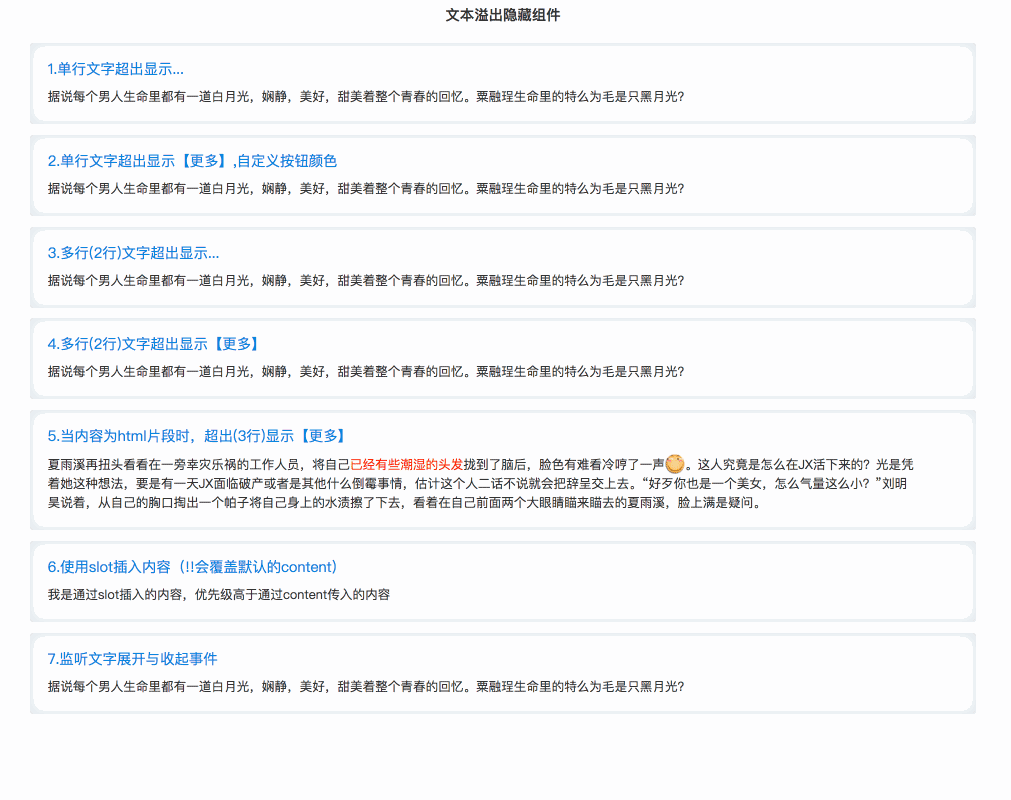 文本溢出隐藏组件
1.单行文字超出显示...
据说每个男人生命里都有一道白月光，娴静，美好，甜美着整个青春的回忆。粟融珵生命里的特么为毛是只黑月光?
2.单行文字超出显示【更多】,自定义按钮颜色
据说每个男人生命里都有一道白月光，娴静，美好，甜美着整个青春的回忆。粟融珵生命里的特么为毛是只黑月光?
3.多行(2行)文字超出显示...
据说每个男人生命里都有一道白月光，娴静，美好，甜美着整个青春的回忆。粟融珵生命里的特么为毛是只黑月光?
4.多行(2行)文字超出显示【更多】
据说每个男人生命里都有一道白月光，娴静，美好，甜美着整个青春的回忆。粟融珵生命里的特么为毛是只黑月光?
5.当内容为html片段时，超出(3行)显示【更多】
夏雨溪再扭头看看在一旁幸灾乐祸的工作人员，将自己已经有些潮湿的头发拢到了脑后，脸色有难看冷哼了一声。这人究竟是怎么在JX活下来的？光是凭
着她这种想法，要是有一天JX面临破产或者是其他什么倒霉事情，估计这个人二话不说就会把辞呈交上去。“好歹你也是一个美女，怎么气量这么小？”刘明
昊说着，从自己的胸口掏出一个帕子将自己身上的水渍擦了下去，看着在自己前面两个大眼睛瞄来瞄去的夏雨溪，脸上满是疑问。
6.使用slot插入内容（!!会覆盖默认的content）
我是通过slot插入的内容，优先级高于通过content传入的内容
7.监听文字展开与收起事件
据说每个男人生命里都有一道白月光，娴静，美好，甜美着整个青春的回忆。粟融珵生命里的特么为毛是只黑月光?